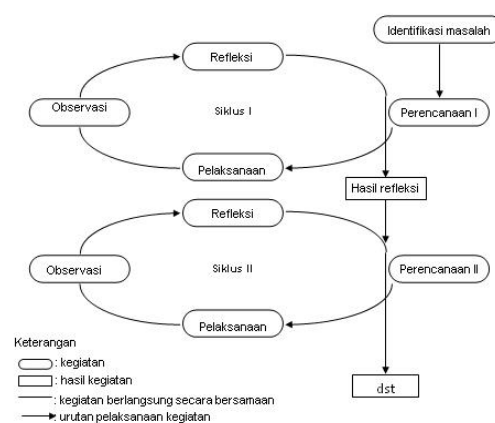 Identifikasi masalah
Refleksi
Observasi
Siklus I
Perencanaan I
Pelaksanaan
Hasil refleksi
Refleksi
Observasi
Siklus II
Perencanaan II
Pelaksanaan
Keterangan
: kegiatan
: hasil kegiatan
: kegiatan berlangsung secara bersamaan
: urutan pelaksanaan kegiatan
dst